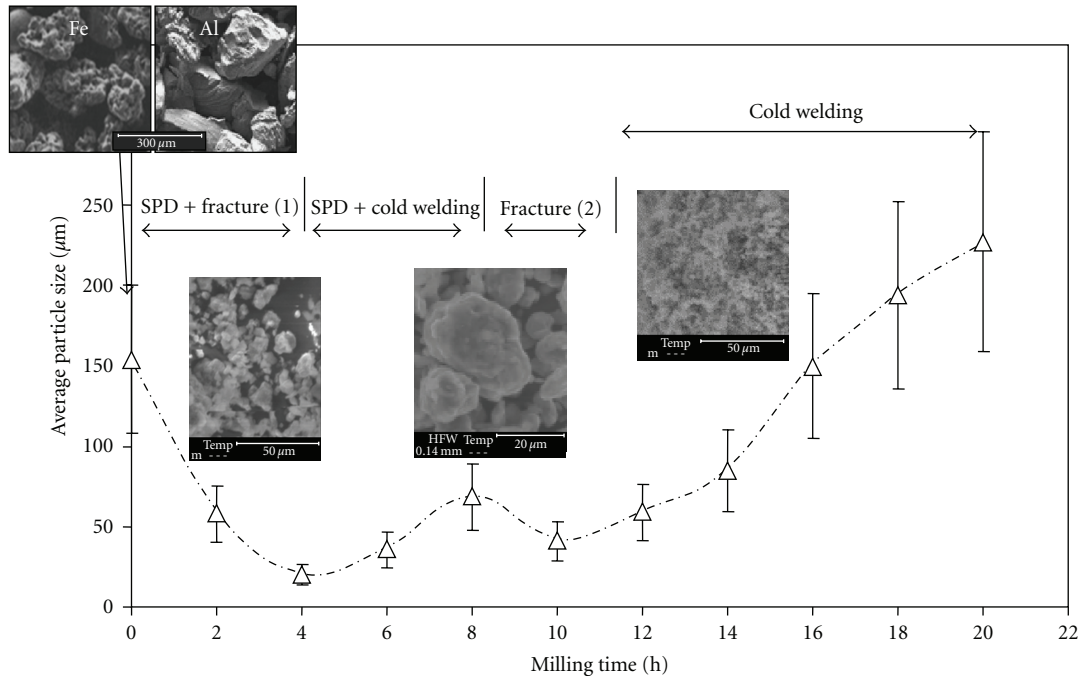 Fe
Al
300 µm
Cold welding
SPD + fracture (1)
SPD + cold welding
Fracture (2)
Temp
m - - -
50 µm
HFW Temp
0.14 mm - - -
20 µm
Temp
m - - -
50 µm
Average particle size (µm)
250
200
150
100
50
0
0 2 4 6 8 10 12 14 16 18 20 22
Milling time (h)